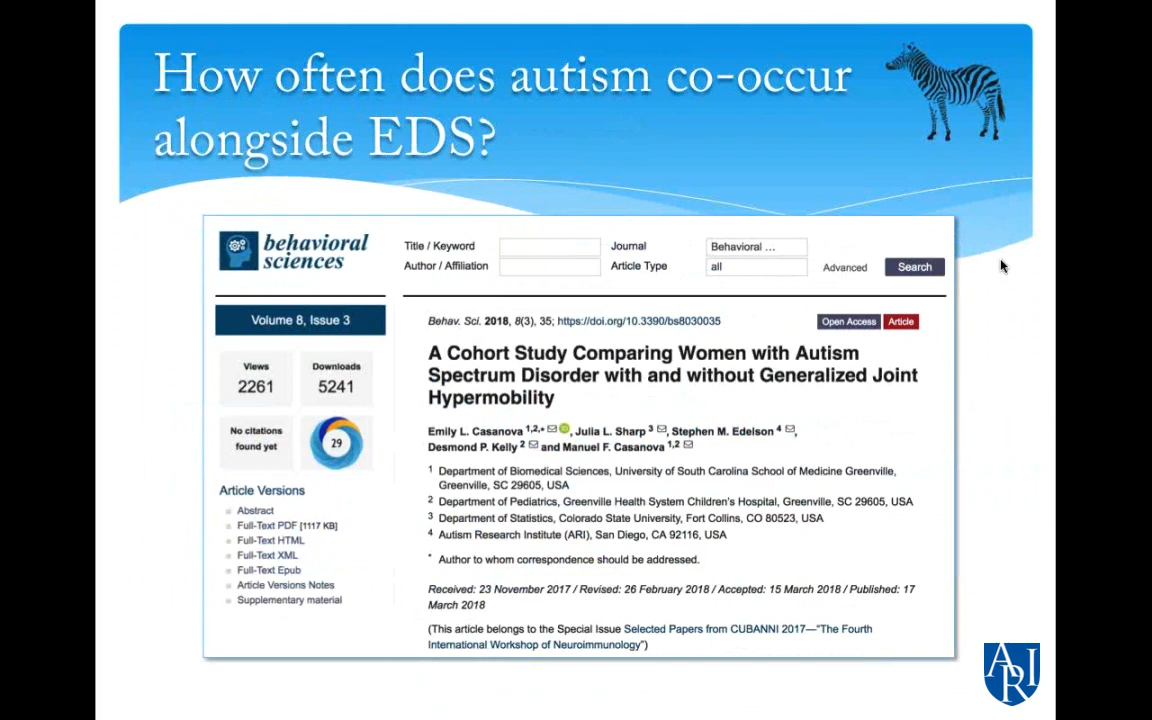 How often does autism co-occur
alongside EDS?
behavioral
sciences
Title / Keyword
Journal
Behavioral ...
Author / Affiliation
Article Type
all
Advanced
Search
Volume 8, Issue 3
Views
2261
Downloads
5241
No citations
found yet
29
Article Versions
Abstract
Full-Text PDF [1117 KB]
Full-Text HTML
Full-Text XML
Full-Text Epub
Article Versions Notes
Supplementary material
Behav. Sci. 2018, 8(3), 35; https://doi.org/10.3390/bs8030035
Open Access
Article
A Cohort Study Comparing Women with Autism
Spectrum Disorder with and without Generalized Joint
Hypermobility
Emily L. Casanova 1,2,* , Julia L. Sharp 3 , Stephen M. Edelson 4 ,
Desmond P. Kelly 2 and Manuel F. Casanova 1,2
1 Department of Biomedical Sciences, University of South Carolina School of Medicine Greenville,
Greenville, SC 29605, USA
2 Department of Pediatrics, Greenville Health System Children's Hospital, Greenville, SC 29605, USA
3 Department of Statistics, Colorado State University, Fort Collins, CO 80523, USA
4 Autism Research Institute (ARI), San Diego, CA 92116, USA
* Author to whom correspondence should be addressed.
Received: 23 November 2017 / Revised: 26 February 2018 / Accepted: 15 March 2018 / Published: 17
March 2018
(This article belongs to the Special Issue Selected Papers from CUBANNI 2017—"The Fourth
International Workshop of Neuroimmunology")
ARI